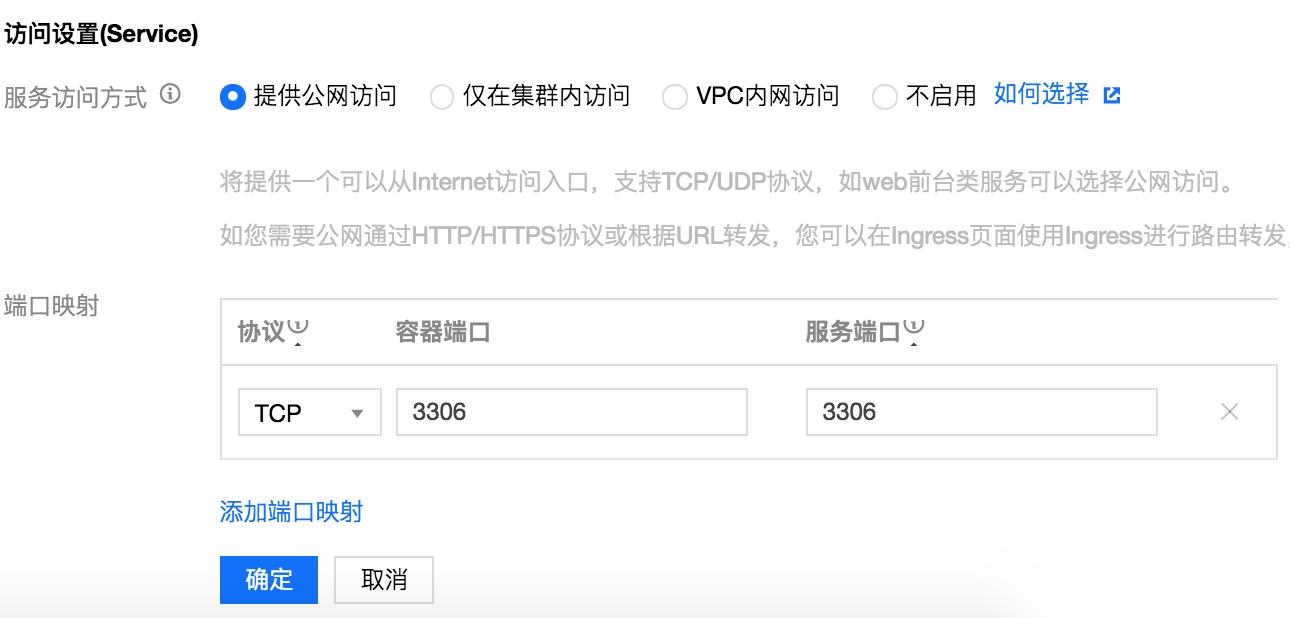 访问设置(Service)
服务访问方式 提供公网访问 仅在集群内访问 VPC内网访问 不启用 如何选择
将提供一个可以从Internet访问入口，支持TCP/UDP协议，如web前台类服务可以选择公网访问。
如您需要公网通过HTTP/HTTPS协议或根据URL转发，您可以在Ingress页面使用Ingress进行路由转发，
端口映射
协议 容器端口 服务端口
TCP 3306 3306
添加端口映射
确定 取消